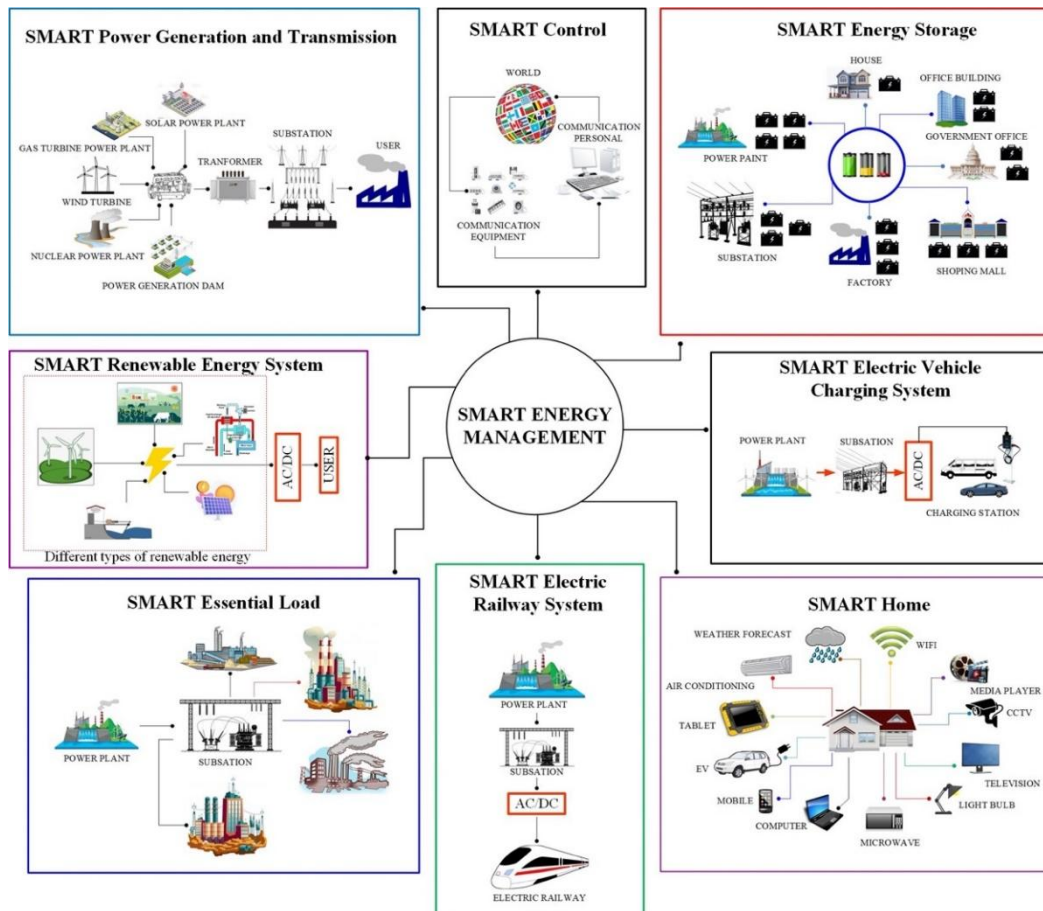 SMART Power Generation and Transmission
SOLAR POWER PLANT
GAS TURBINE POWER PLANT
WIND TURBINE
NUCLEAR POWER PLANT
POWER GENERATION DAM
TRANFORMER
SUBSTATION
USER
SMART Control
WORLD
COMMUNICATION
PERSONAL
COMMUNICATION
EQUIPMENT
SMART Energy Storage
HOUSE
OFFICE BUILDING
GOVERNMENT OFFICE
POWER PAINT
SUBSTATION
FACTORY
SHOPING MALL
SMART Renewable Energy System
AC/DC
USER
Different types of renewable energy
SMART ENERGY
MANAGEMENT
SMART Electric Vehicle
Charging System
POWER PLANT
SUBSATION
AC/DC
CHARGING STATION
SMART Essential Load
POWER PLANT
SUBSATION
SMART Electric
Railway System
POWER PLANT
SUBSATION
AC/DC
ELECTRIC RAILWAY
SMART Home
WEATHER FORECAST
WIFI
AIR CONDITIONING
MEDIA PLAYER
TABLET
CCTV
EV
TELEVISION
MOBILE
LIGHT BULB
COMPUTER
MICROWAVE